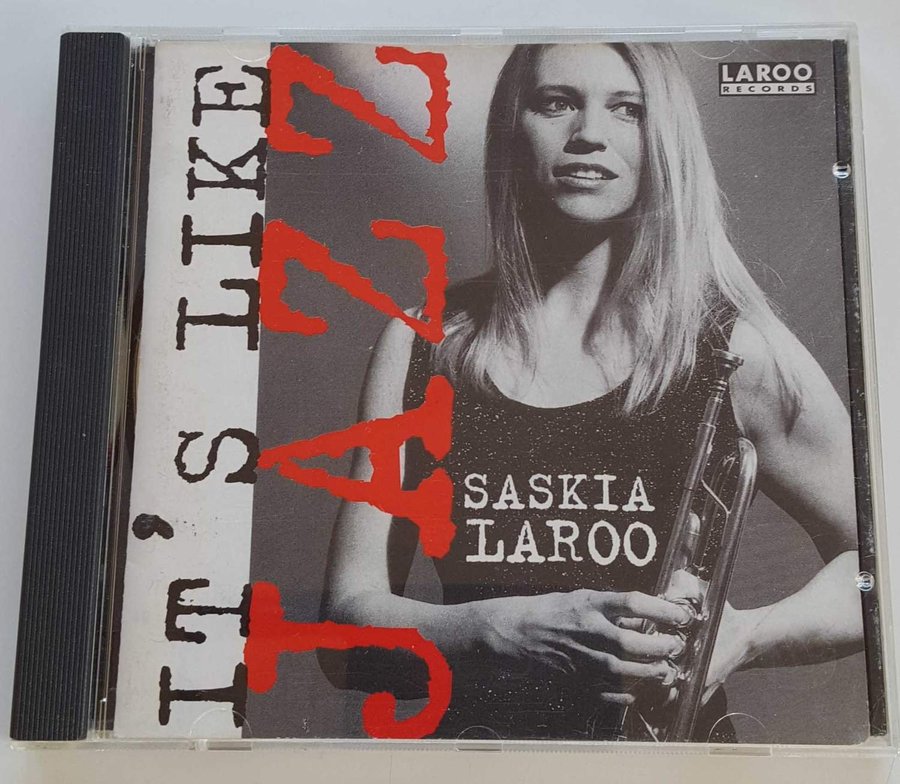 IT'S LIKE
JAZZ
LAROO
RECORDS
SASKIA
LAROO